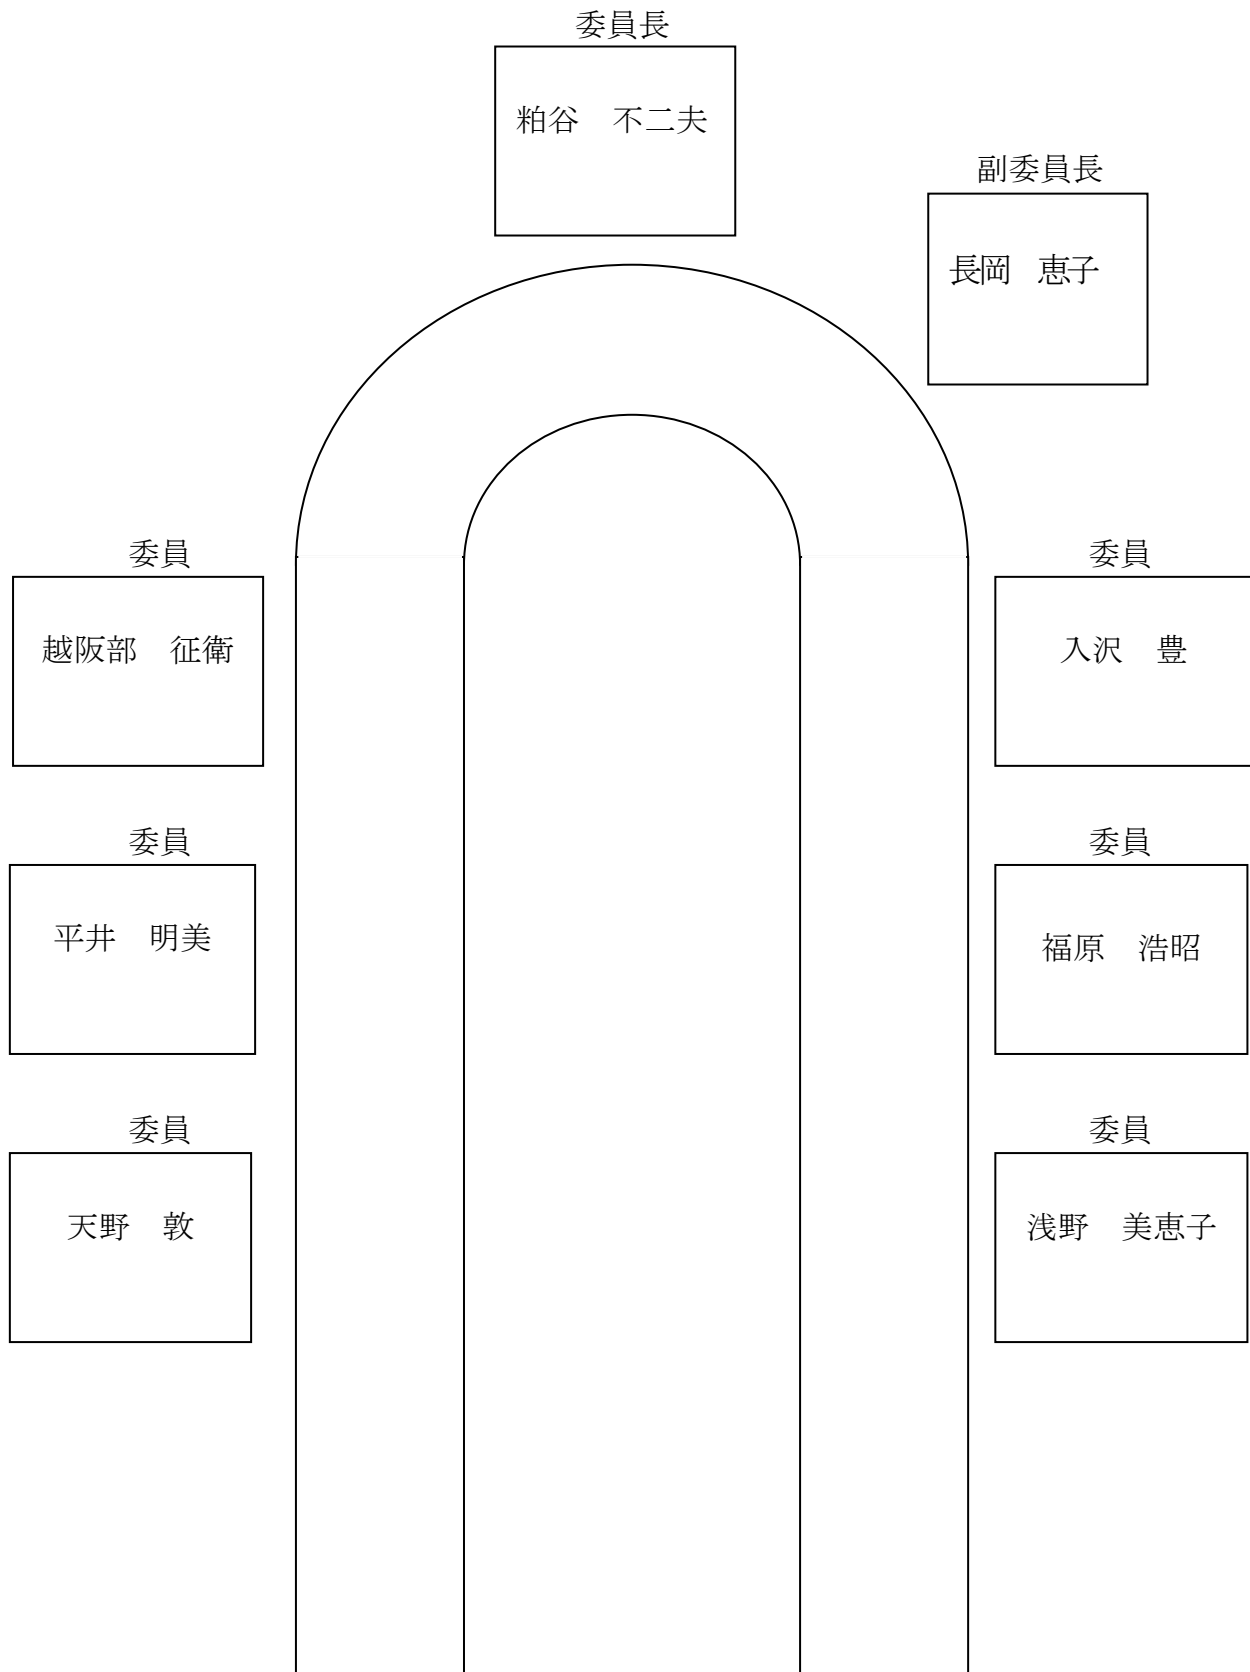 委員長
粕谷　不二夫
副委員長
長岡　恵子
委員
委員
越阪部　征衛
入沢　豊
委員
委員
平井　明美
福原　浩昭
委員
委員
天野　敦
浅野　美恵子